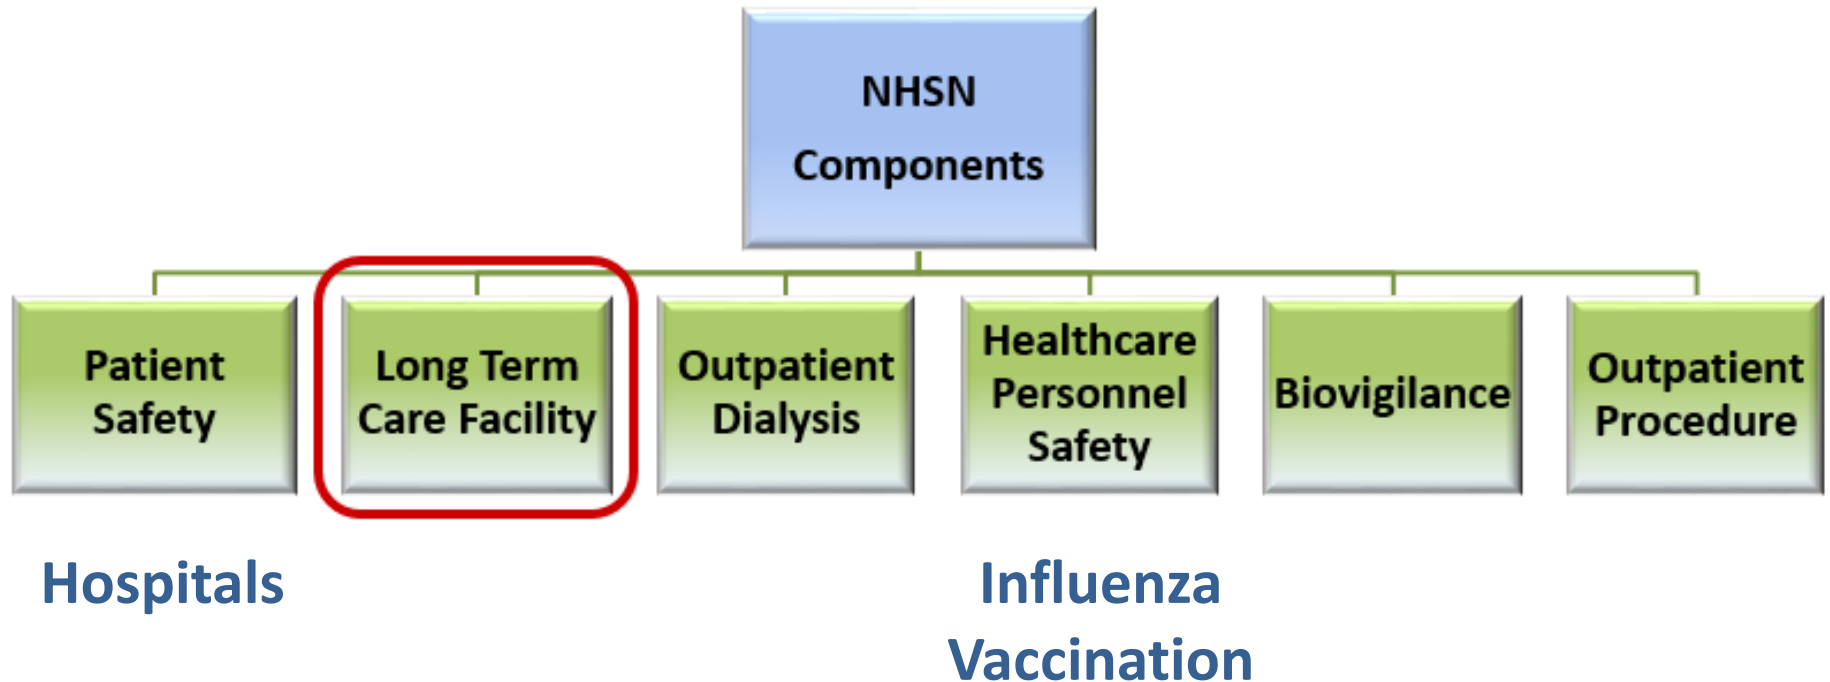 NHSN
Components
Patient
Safety
Long Term
Care Facility
Outpatient
Dialysis
Healthcare
Personnel
Safety
Biovigilance
Outpatient
Procedure
Hospitals
Influenza
Vaccination